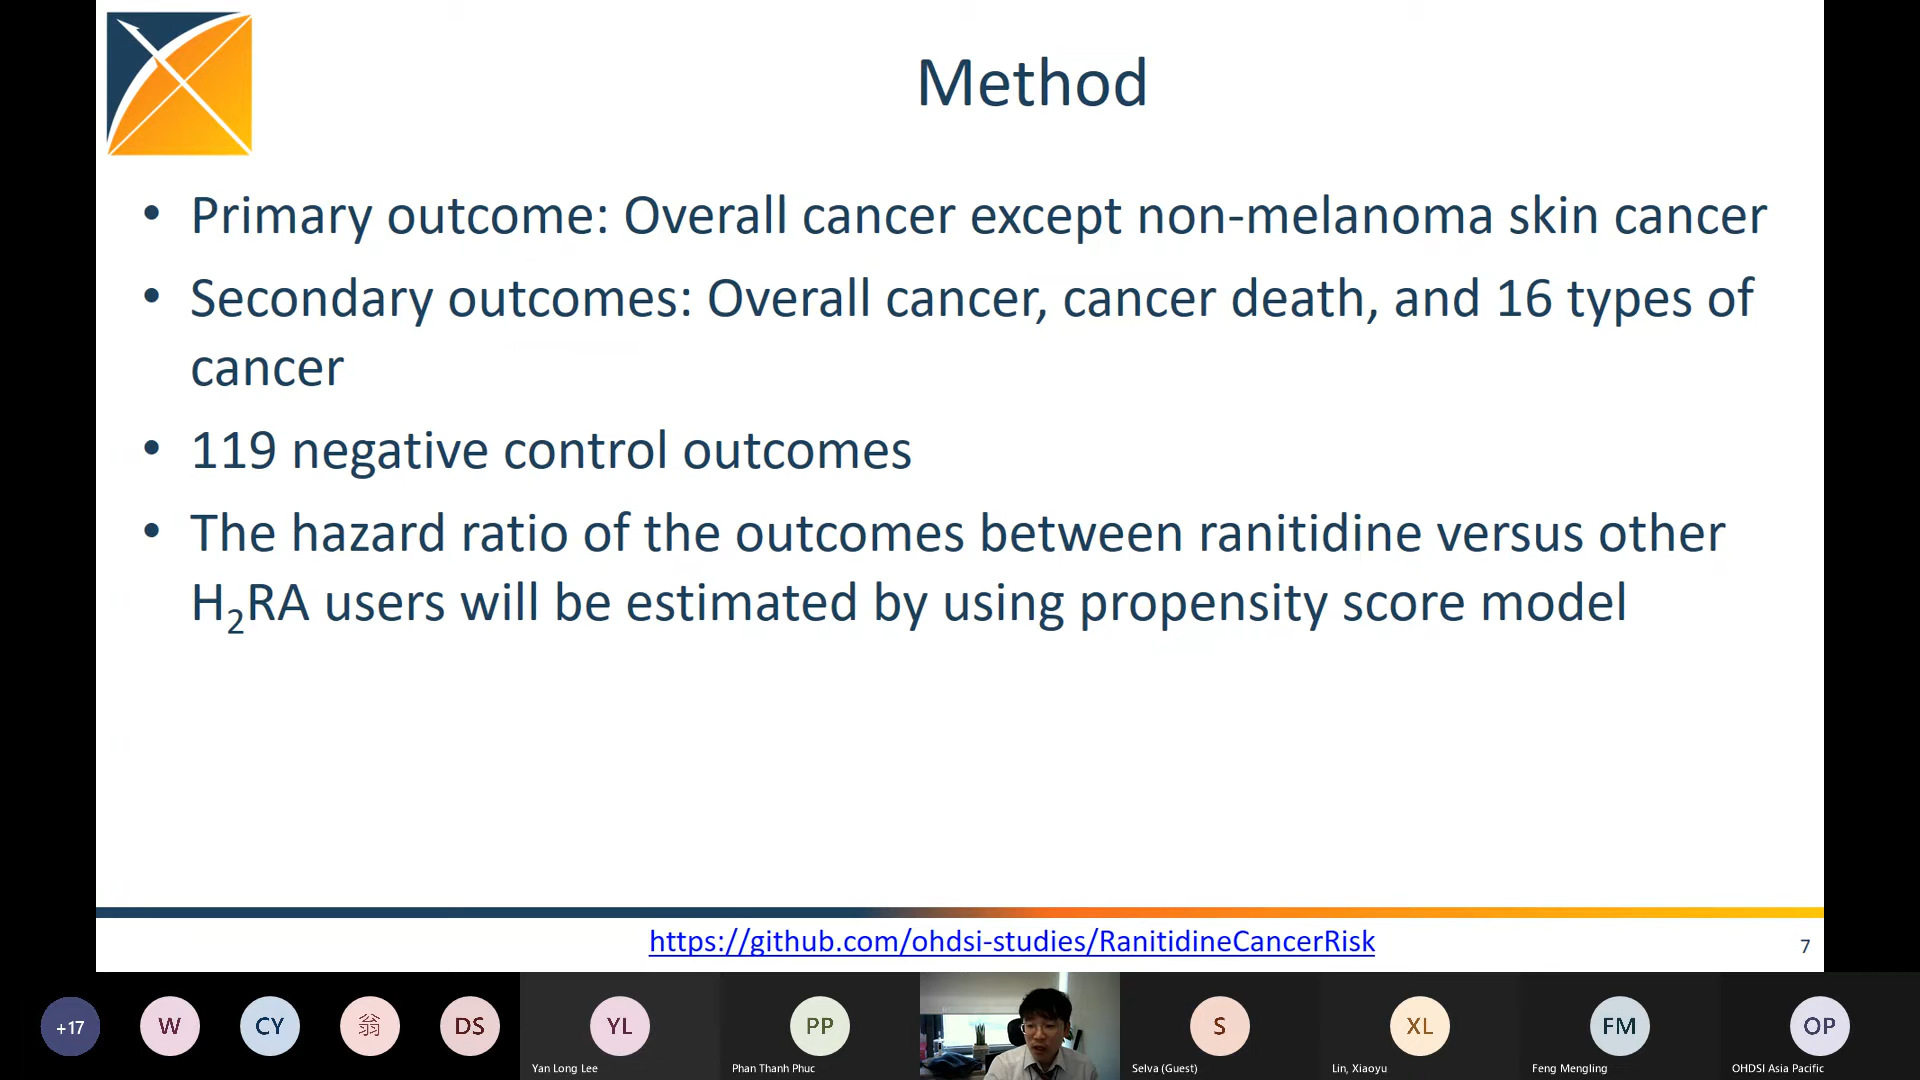 Method
• Primary outcome: Overall cancer except non-melanoma skin cancer
• Secondary outcomes: Overall cancer, cancer death, and 16 types of
cancer
• 119 negative control outcomes
• The hazard ratio of the outcomes between ranitidine versus other
H₂RA users will be estimated by using propensity score model
https://github.com/ohdsi-studies/RanitidineCancerRisk
7
+17
W
CY
翁
DS
YL
Yan Long Lee
PP
Phan Thanh Phuc
S
Selva (Guest)
XL
Lin, Xiaoyu
FM
Feng Mengling
OP
OHDSI Asia Pacific